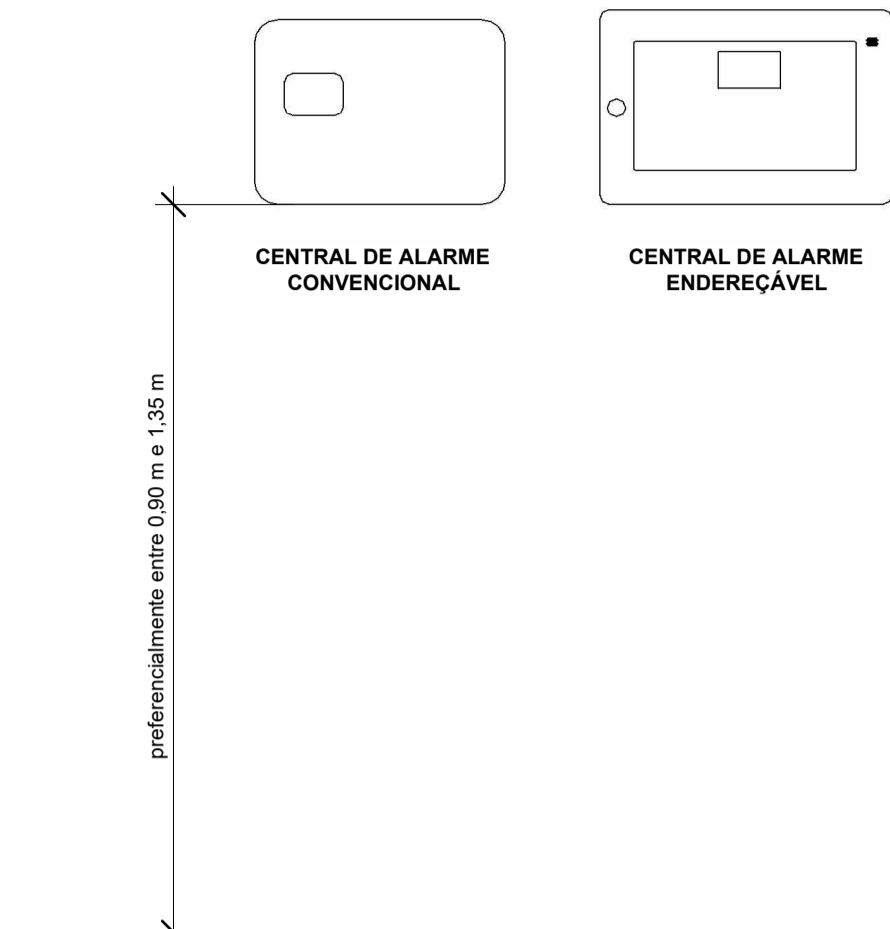 CENTRAL DE ALARME
CONVENCIONAL
CENTRAL DE ALARME
ENDEREÇÁVEL
preferencialmente entre 0,90 m e 1,35 m